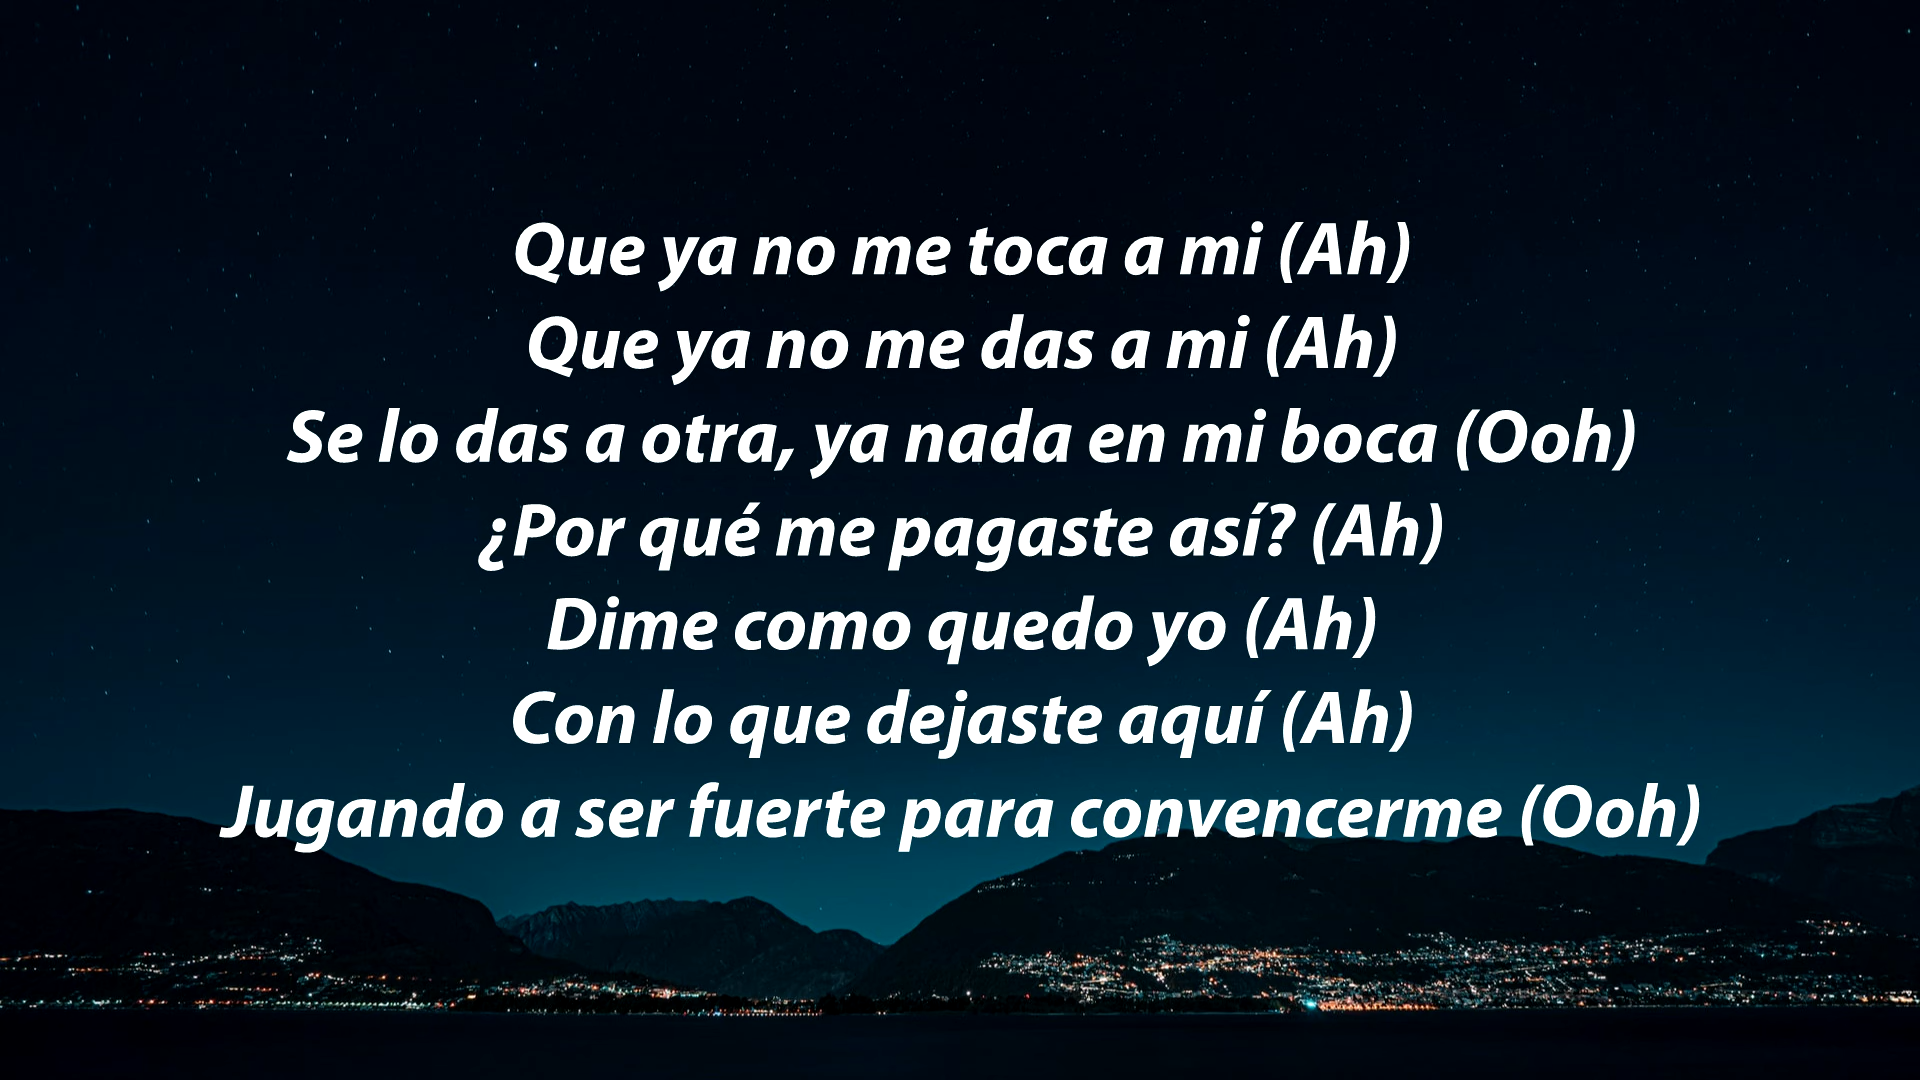 Que ya no me toca a mi (Ah)
Que ya no me das a mi (Ah)
Se lo das a otra, ya nada en mi boca (Ooh)
¿Por qué me pagaste así? (Ah)
Dime como quedo yo (Ah)
Con lo que dejaste aquí (Ah)
Jugando a ser fuerte para convencerme (Ooh)